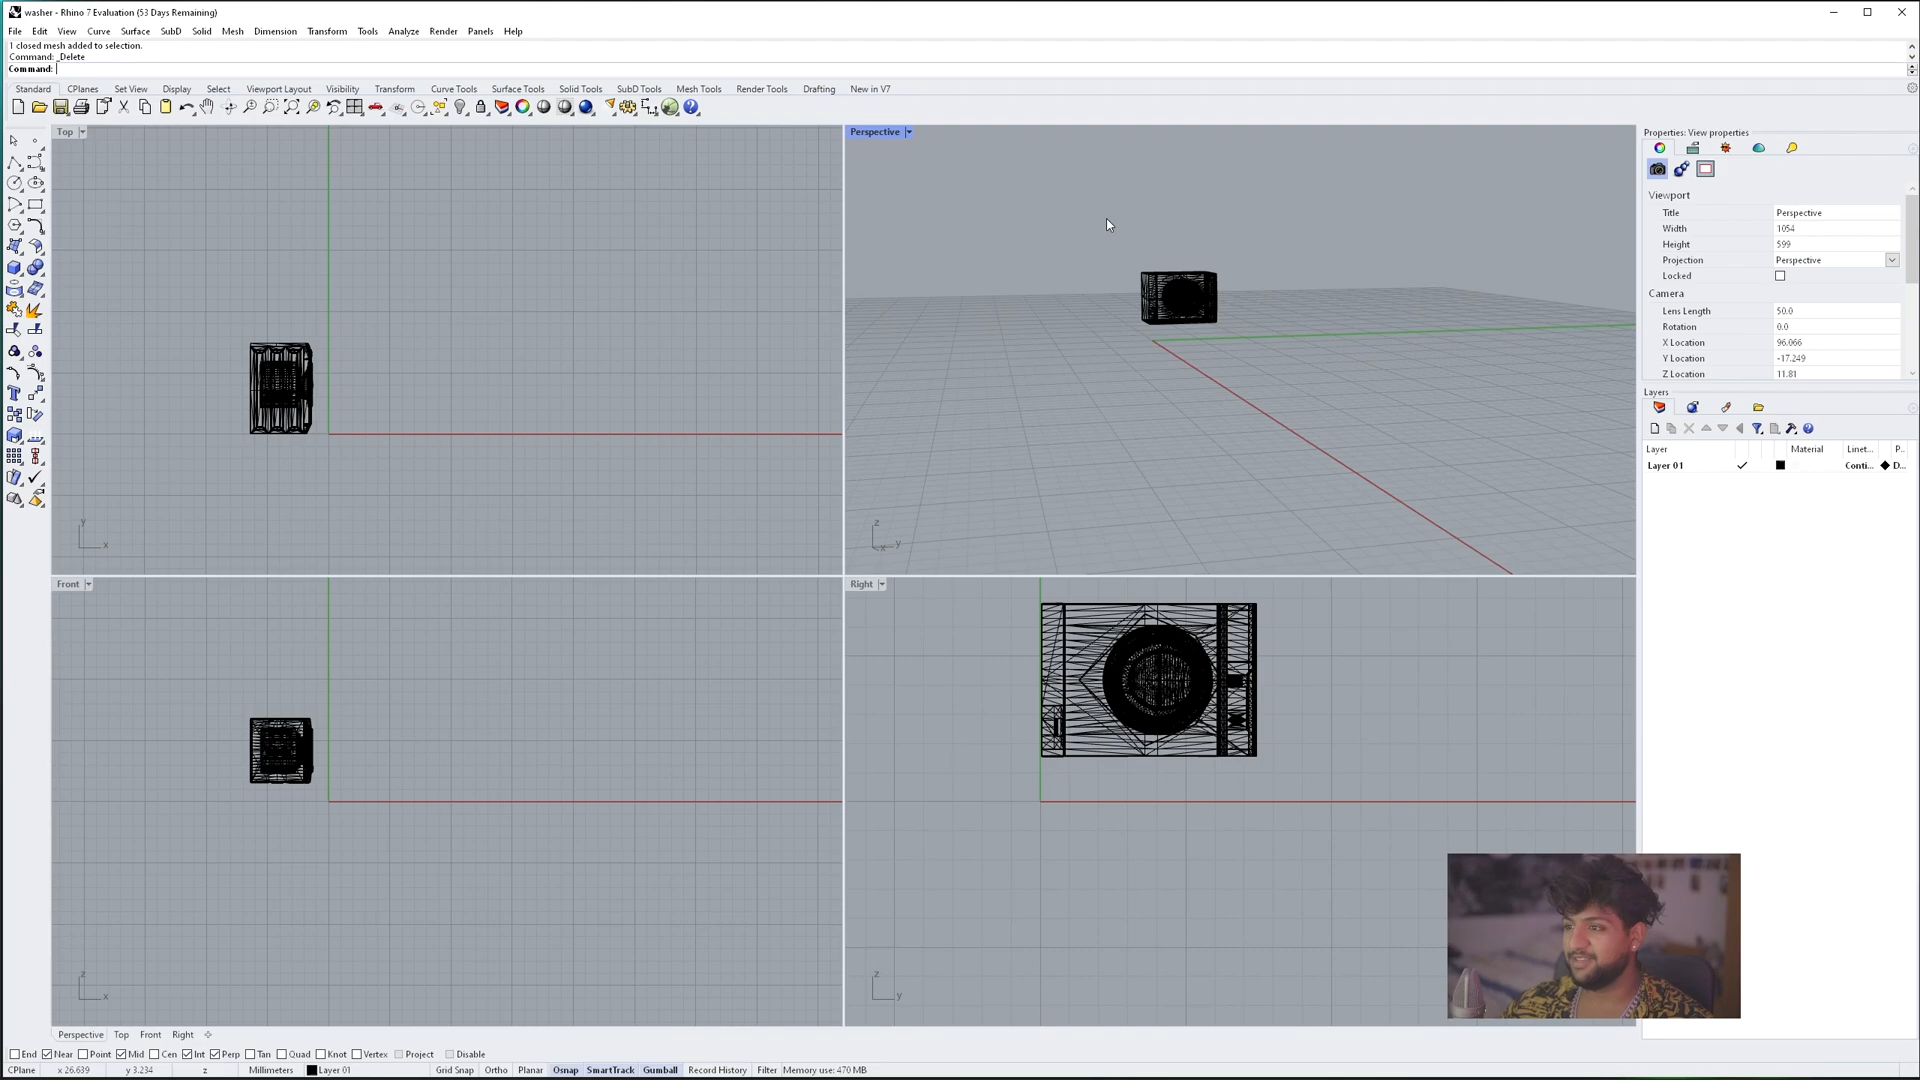 washer - Rhino 7 Evaluation (53 Days Remaining)
File Edit View Curve Surface SubD Solid Mesh Dimension Transform Tools Analyze Render Panels Help
1 closed mesh added to selection.
Command: _Delete
Command:
Standard CPlanes Set View Display Select Viewport Layout Visibility Transform Curve Tools Surface Tools Solid Tools SubD Tools Mesh Tools Render Tools Drafting New in V7
Top
Perspective
Properties: View properties
Viewport
Title Perspective
Width 1054
Height 599
Projection Perspective
Locked
Camera
Lens Length 50.0
Rotation 0.0
X Location 96.066
Y Location -17.249
Z Location 11.81
Layers
Layer Material Linet... P...
Layer 01 Conti... D...
y
x
z
y
x
Front
Right
z
x
z
y
Perspective Top Front Right
End Near Point Mid Cen Int Perp Tan Quad Knot Vertex Project Disable
CPlane x 26.639 y 3.234 z Millimeters Layer 01 Grid Snap Ortho Planar Osnap SmartTrack Gumball Record History Filter Memory use: 470 MB